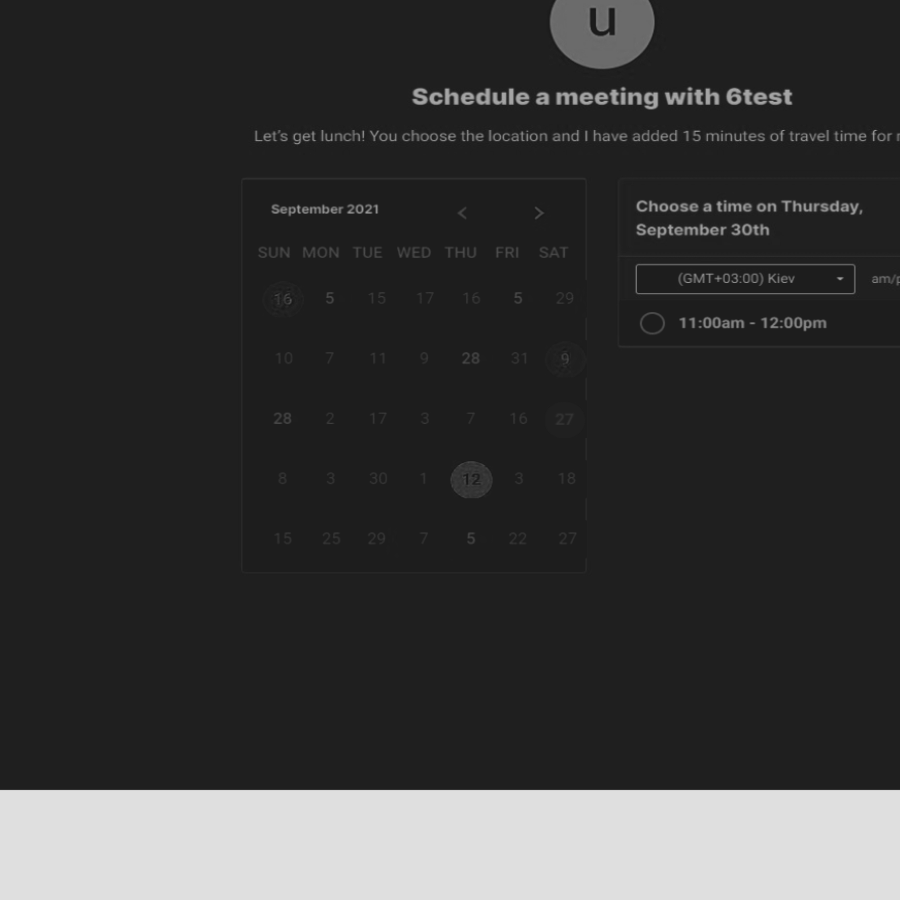 u
Schedule a meeting with 6test
Let's get lunch! You choose the location and I have added 15 minutes of travel time for
September 2021
SUN MON TUE WED THU FRI SAT
16 5 15 17 16 5 29
10 7 11 9 28 31 9
28 2 17 3 7 16 27
8 3 30 1 12 3 18
15 25 29 7 5 22 27
Choose a time on Thursday,
September 30th
(GMT+03:00) Kiev am/
11:00am - 12:00pm